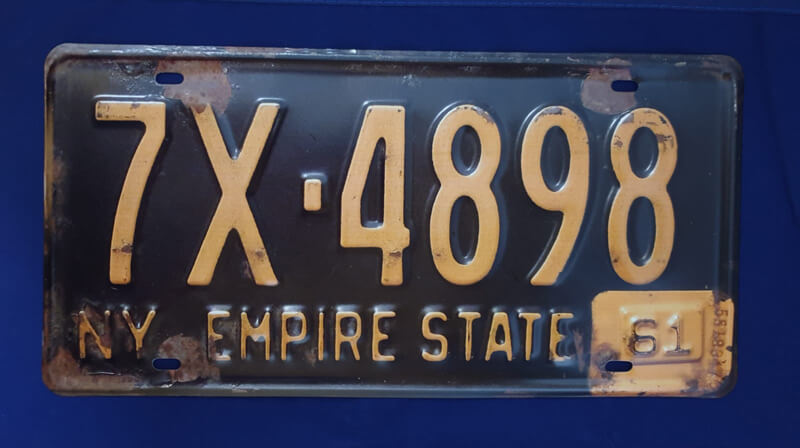 7X-4898
NY EMPIRE STATE 61